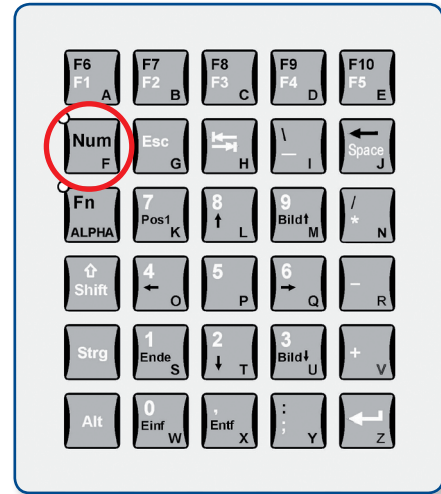 F6 F7 F8 F9 F10
F1 A F2 B F3 C F4 D F5 E
Num Esc \
F G H _ I Space J
Fn 7 8 9 /
ALPHA Pos1 K ↑ L Bild↑ M * N
⇧ 4 5 6 −
Shift ← O P → Q R
Strg 1 2 3 +
Ende S ↓ T Bild↓ U V
Alt 0 , :
Einf W Entf X ; Y Z